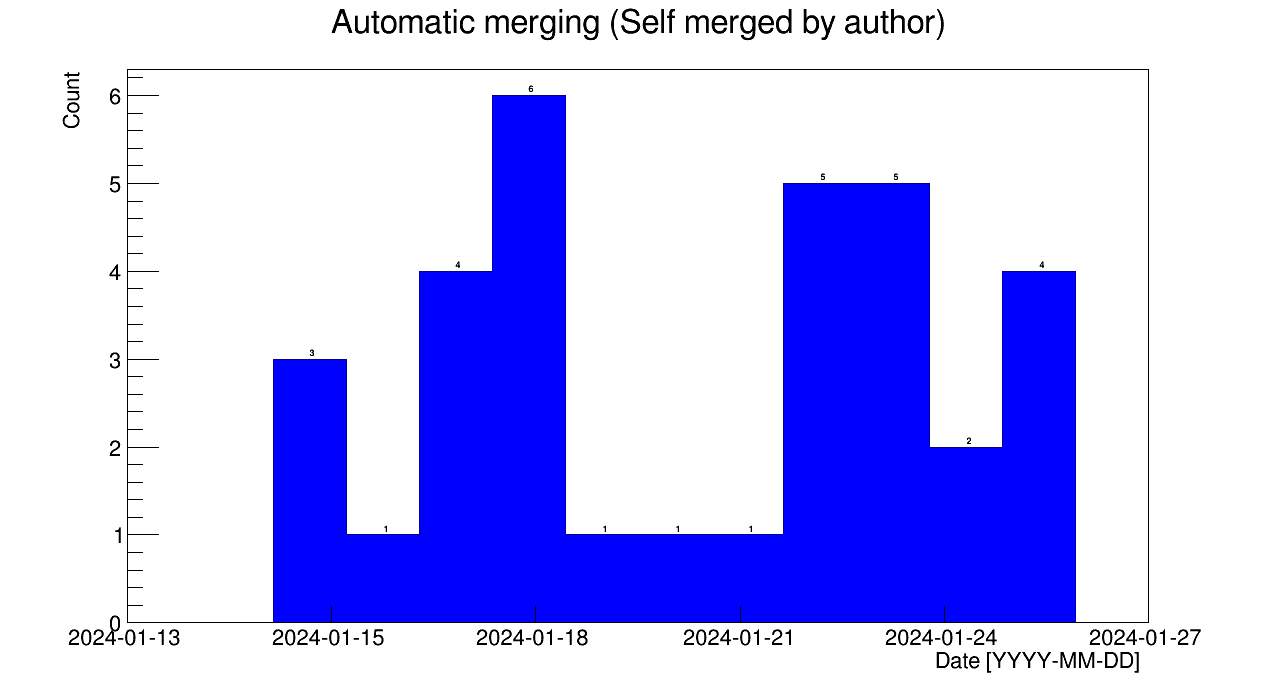 Automatic merging (Self merged by author)
Count
6
5
4
3
2
1
0
6
5 5
4 4
3
2
1 1 1 1
2024-01-13 2024-01-15 2024-01-18 2024-01-21 2024-01-24 2024-01-27
Date [YYYY-MM-DD]